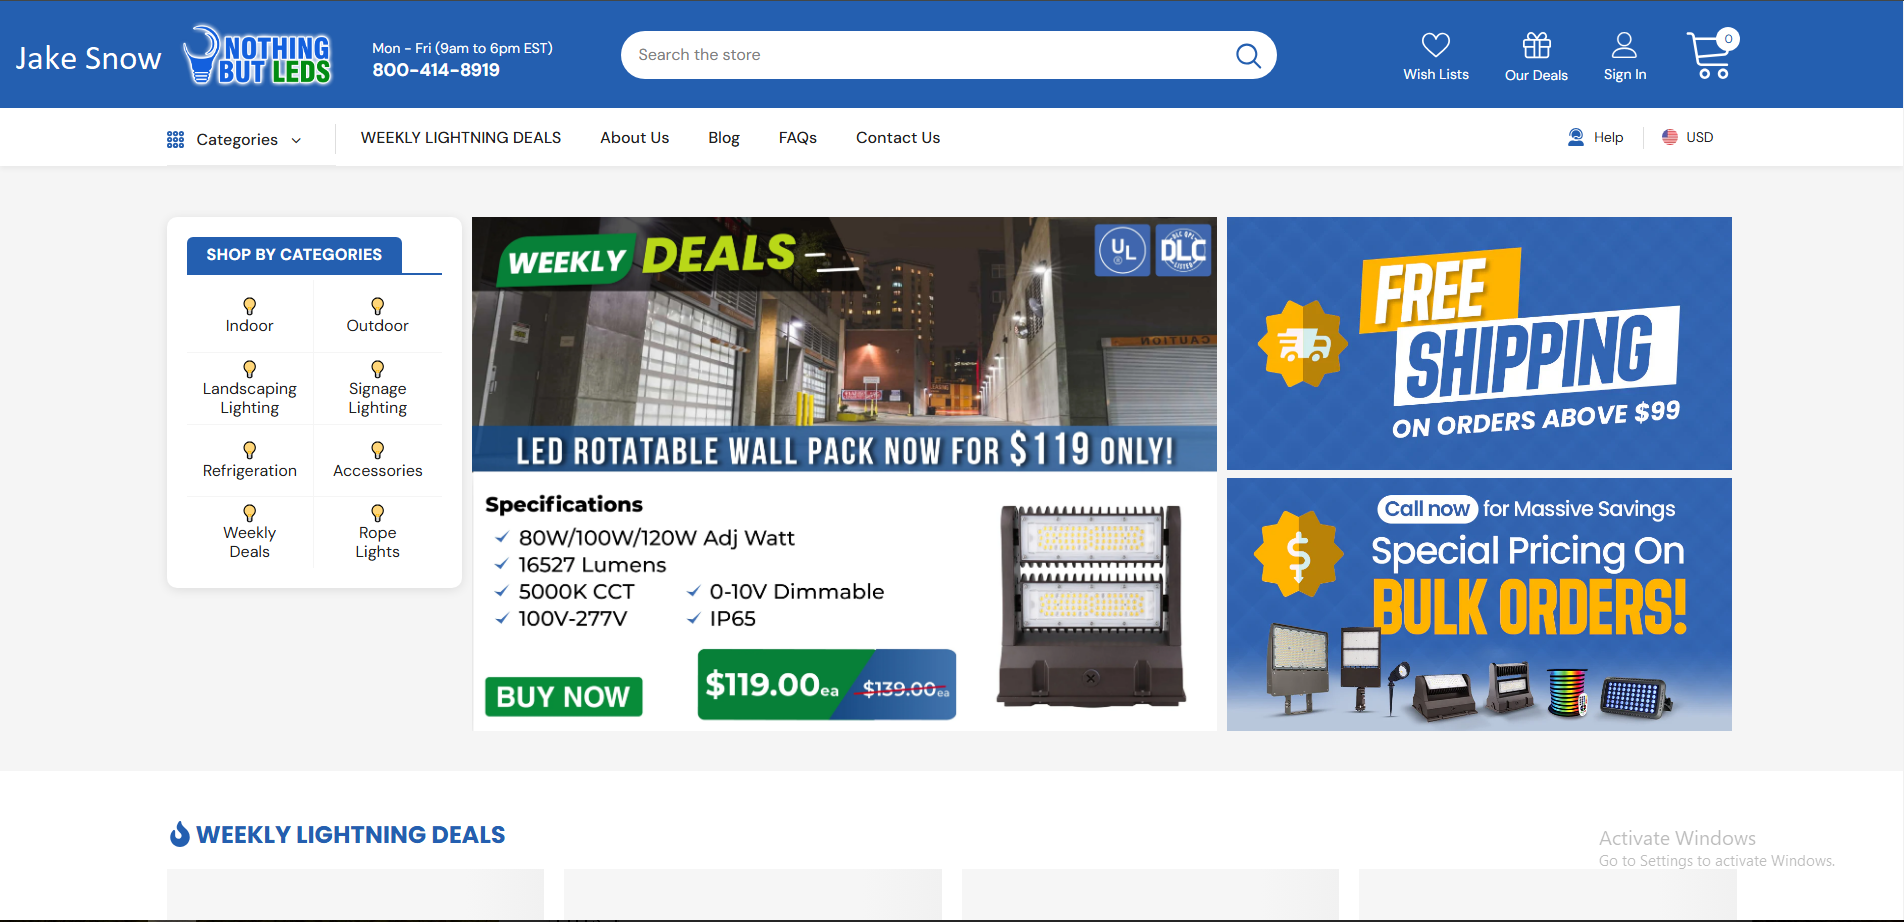 Jake Snow
NOTHING
BUT LEDS
Mon - Fri (9am to 6pm EST)
800-414-8919
Search the store
Wish Lists
Our Deals
Sign In
0
Categories
WEEKLY LIGHTNING DEALS
About Us
Blog
FAQs
Contact Us
Help
USD
SHOP BY CATEGORIES
Indoor
Outdoor
Landscaping
Lighting
Signage
Lighting
Refrigeration
Accessories
Weekly
Deals
Rope
Lights
WEEKLY DEALS
UL
®
DLC QPL
DLC
LISTED
CAUTION
LED ROTATABLE WALL PACK NOW FOR $119 ONLY!
Specifications
80W/100W/120W Adj Watt
16527 Lumens
5000K CCT
0-10V Dimmable
100V-277V
IP65
BUY NOW
$119.00ea
$139.00ea
FREE
SHIPPING
ON ORDERS ABOVE $99
Call now for Massive Savings
Special Pricing On
BULK ORDERS!
$
WEEKLY LIGHTNING DEALS
Activate Windows
Go to Settings to activate Windows.